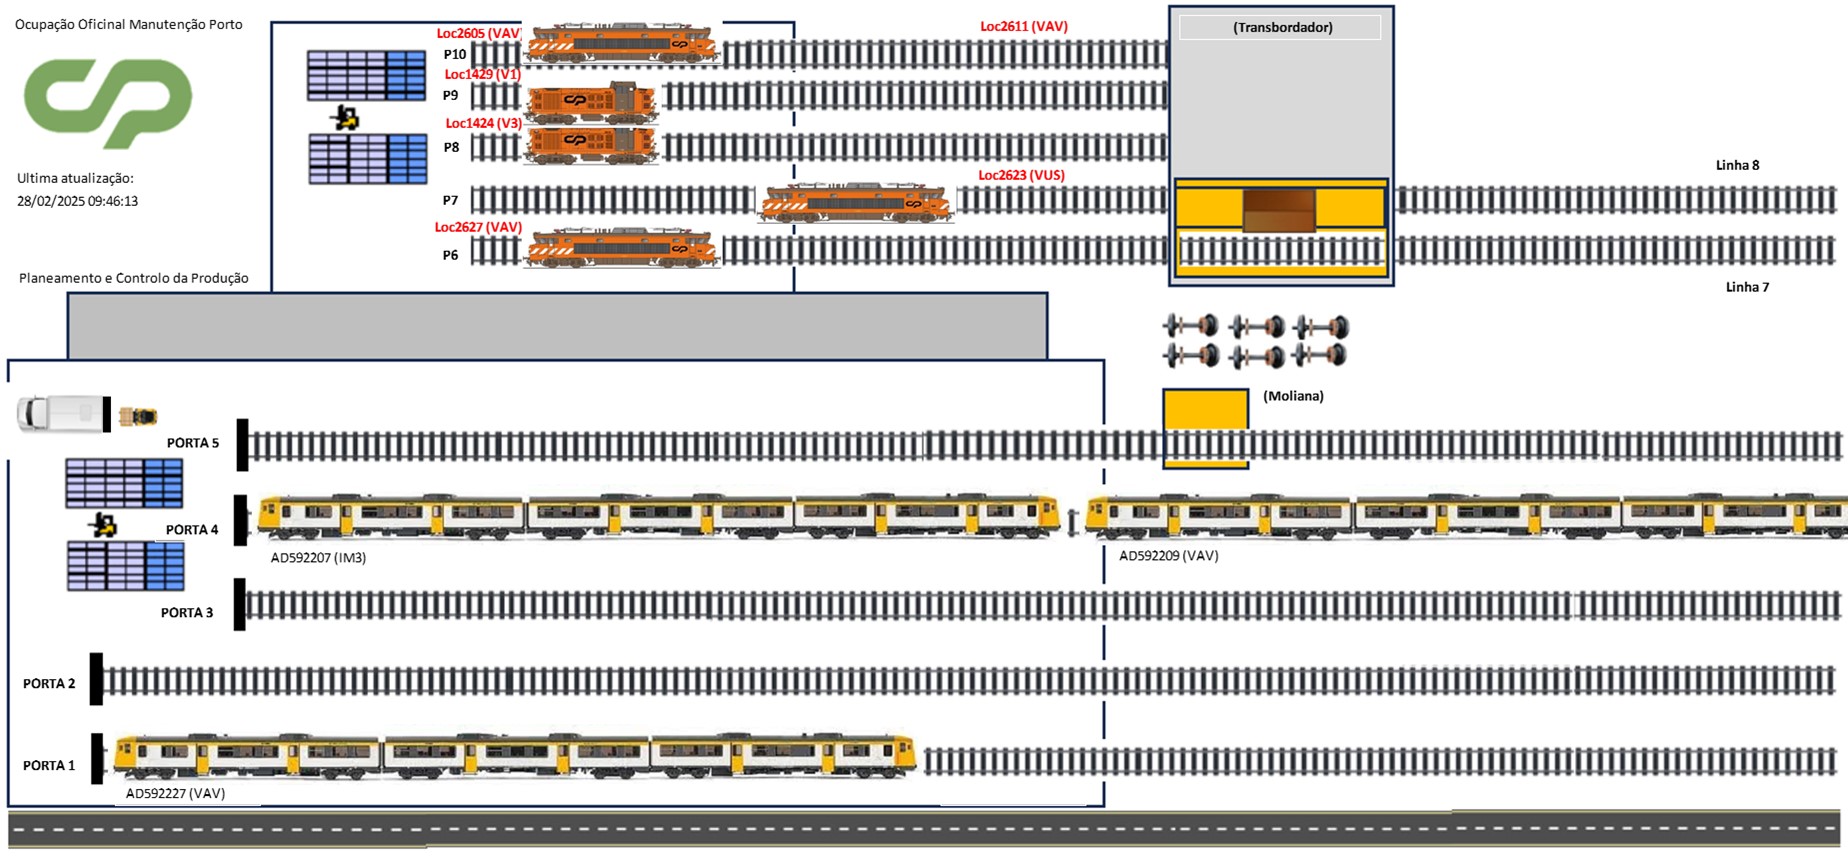 Ocupação Oficinal Manutenção Porto
Ultima atualização:
28/02/2025 09:46:13
Planeamento e Controlo da Produção
Loc2605 (VAV)
Loc2611 (VAV)
P10
Loc1429 (V1)
P9
Loc1424 (V3)
P8
Loc2623 (VUS)
P7
Loc2627 (VAV)
P6
(Transbordador)
Linha 8
Linha 7
(Moliana)
PORTA 5
PORTA 4
AD592207 (IM3)
AD592209 (VAV)
PORTA 3
PORTA 2
PORTA 1
AD592227 (VAV)